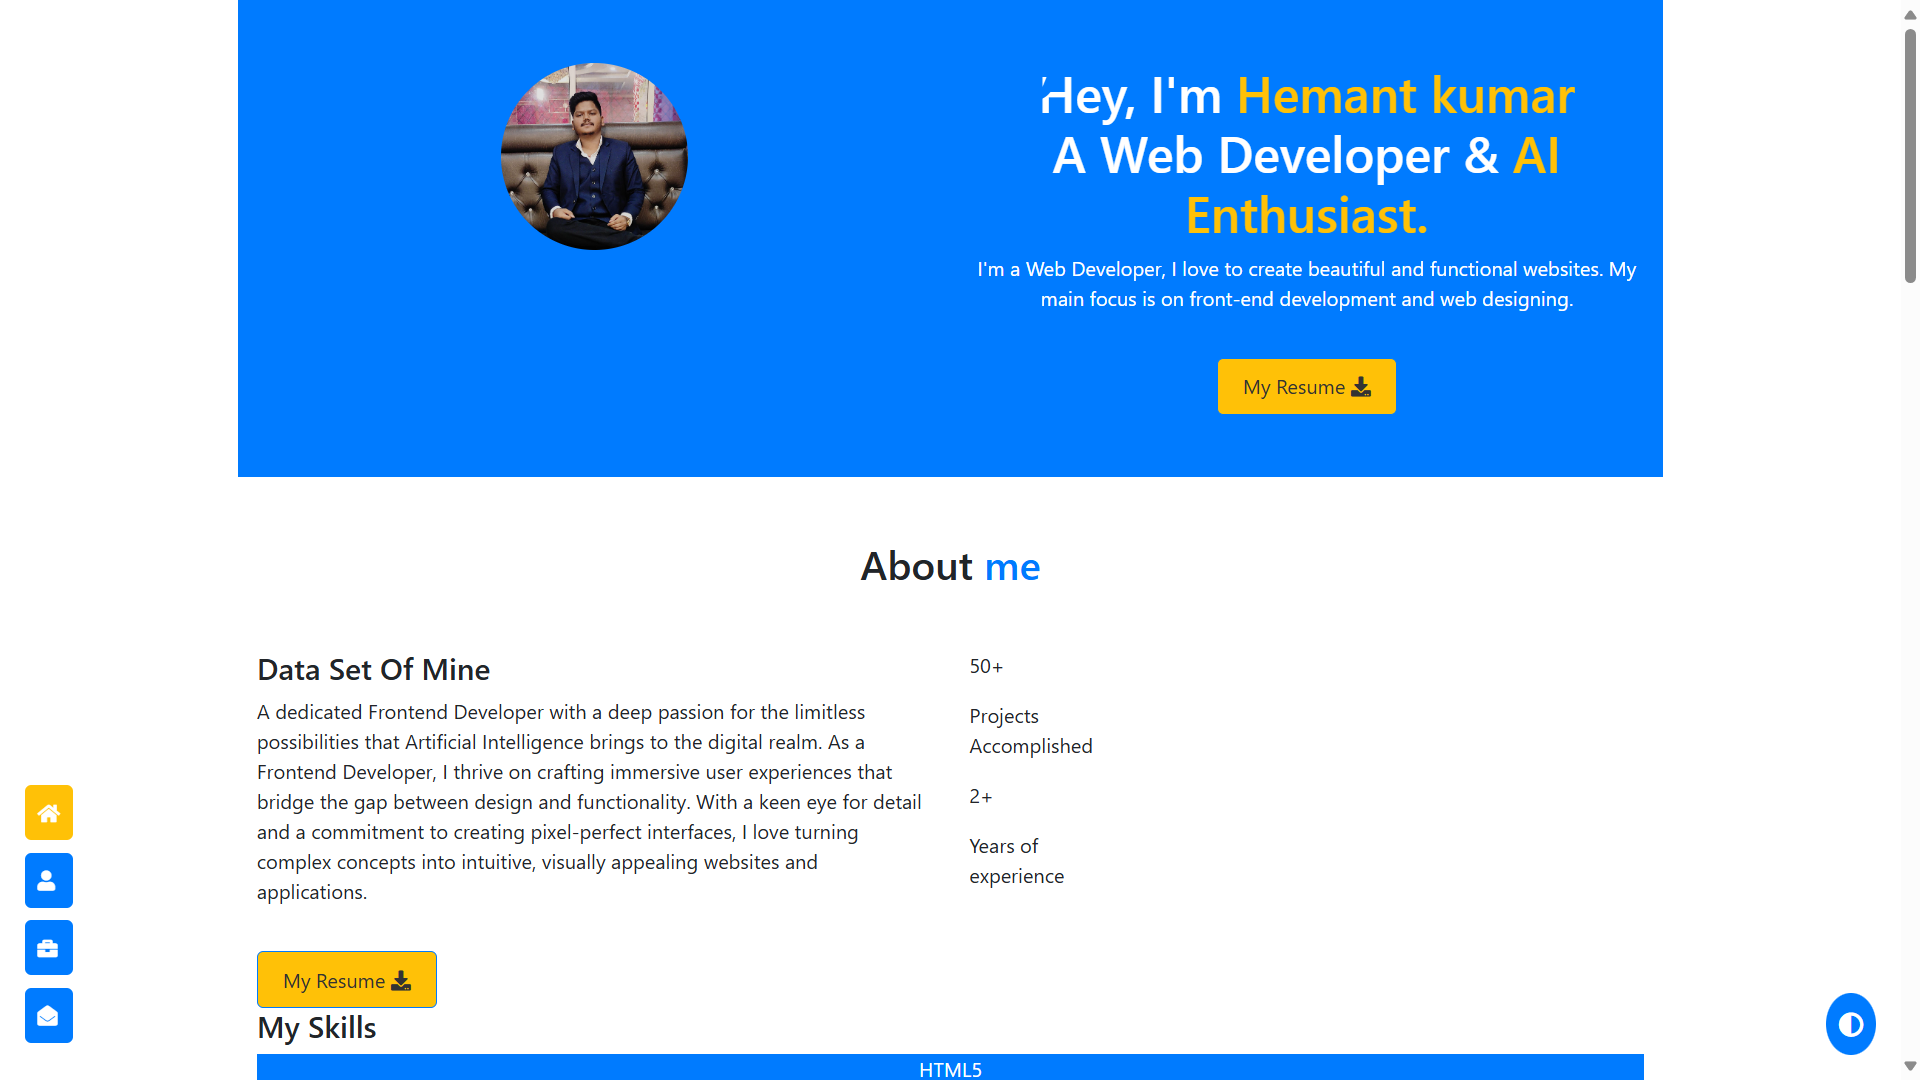 Hey, I'm Hemant kumar
A Web Developer & AI
Enthusiast.
I'm a Web Developer, I love to create beautiful and functional websites. My
main focus is on front-end development and web designing.
My Resume
About me
Data Set Of Mine
A dedicated Frontend Developer with a deep passion for the limitless
possibilities that Artificial Intelligence brings to the digital realm. As a
Frontend Developer, I thrive on crafting immersive user experiences that
bridge the gap between design and functionality. With a keen eye for detail
and a commitment to creating pixel-perfect interfaces, I love turning
complex concepts into intuitive, visually appealing websites and
applications.
50+
Projects
Accomplished
2+
Years of
experience
My Resume
My Skills
HTML5